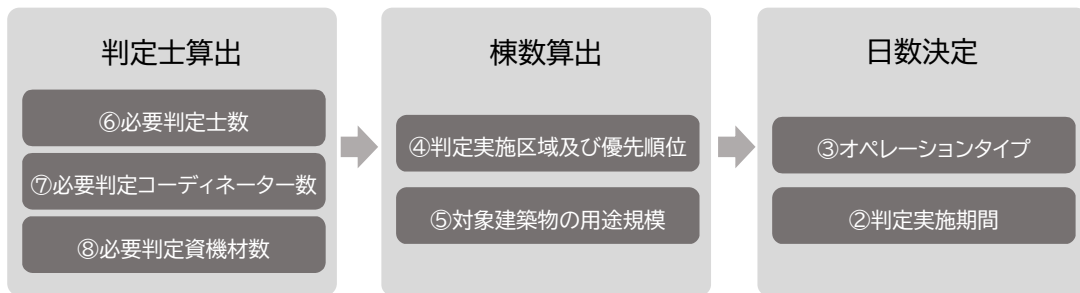 判定士算出
⑥必要判定士数
⑦必要判定コーディネーター数
⑧必要判定資機材数
棟数算出
④判定実施区域及び優先順位
⑤対象建築物の用途規模
日数決定
③オペレーションタイプ
②判定実施期間